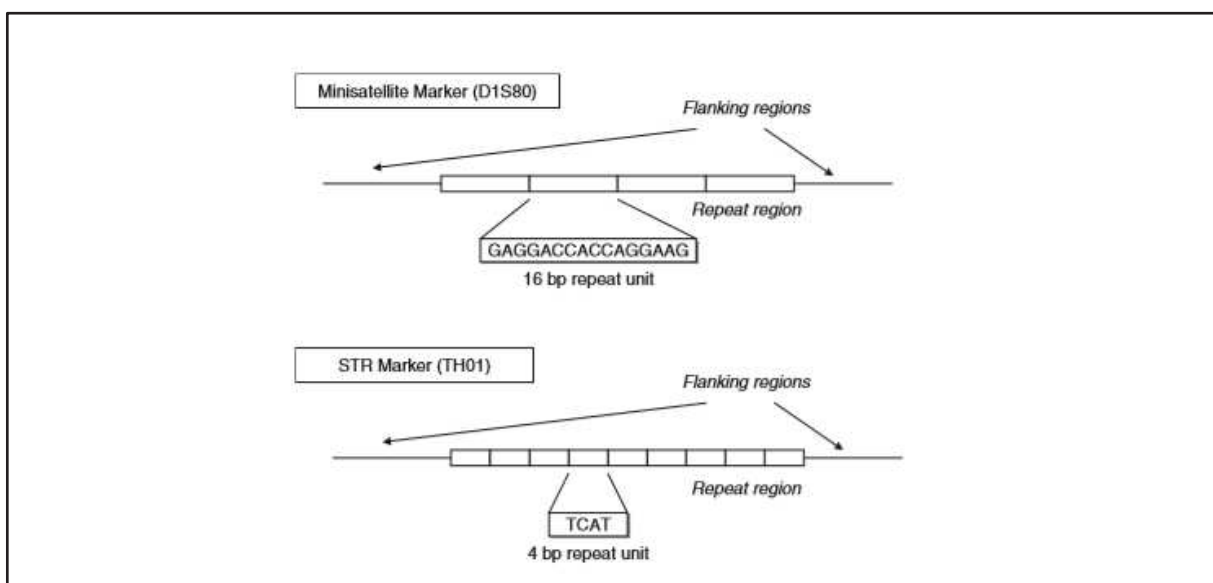 Minisatellite Marker (D1S80)
Flanking regions
Repeat region
GAGGACCACCAGGAAG
16 bp repeat unit
STR Marker (TH01)
Flanking regions
Repeat region
TCAT
4 bp repeat unit